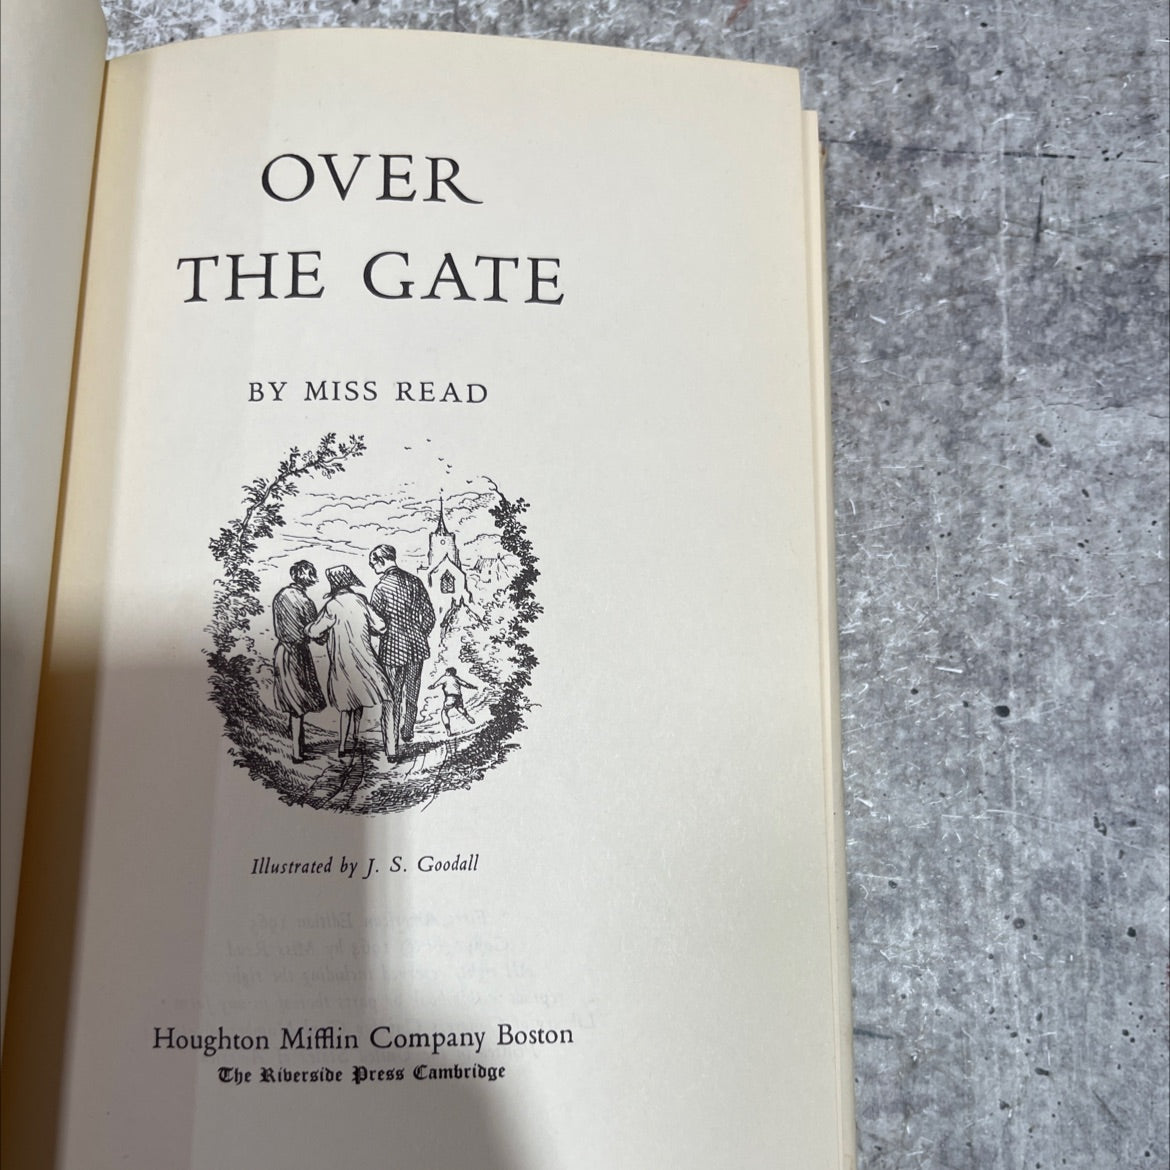 OVER
THE GATE
BY MISS READ
Illustrated by J. S. Goodall
Houghton Mifflin Company Boston
The Riverside Press Cambridge